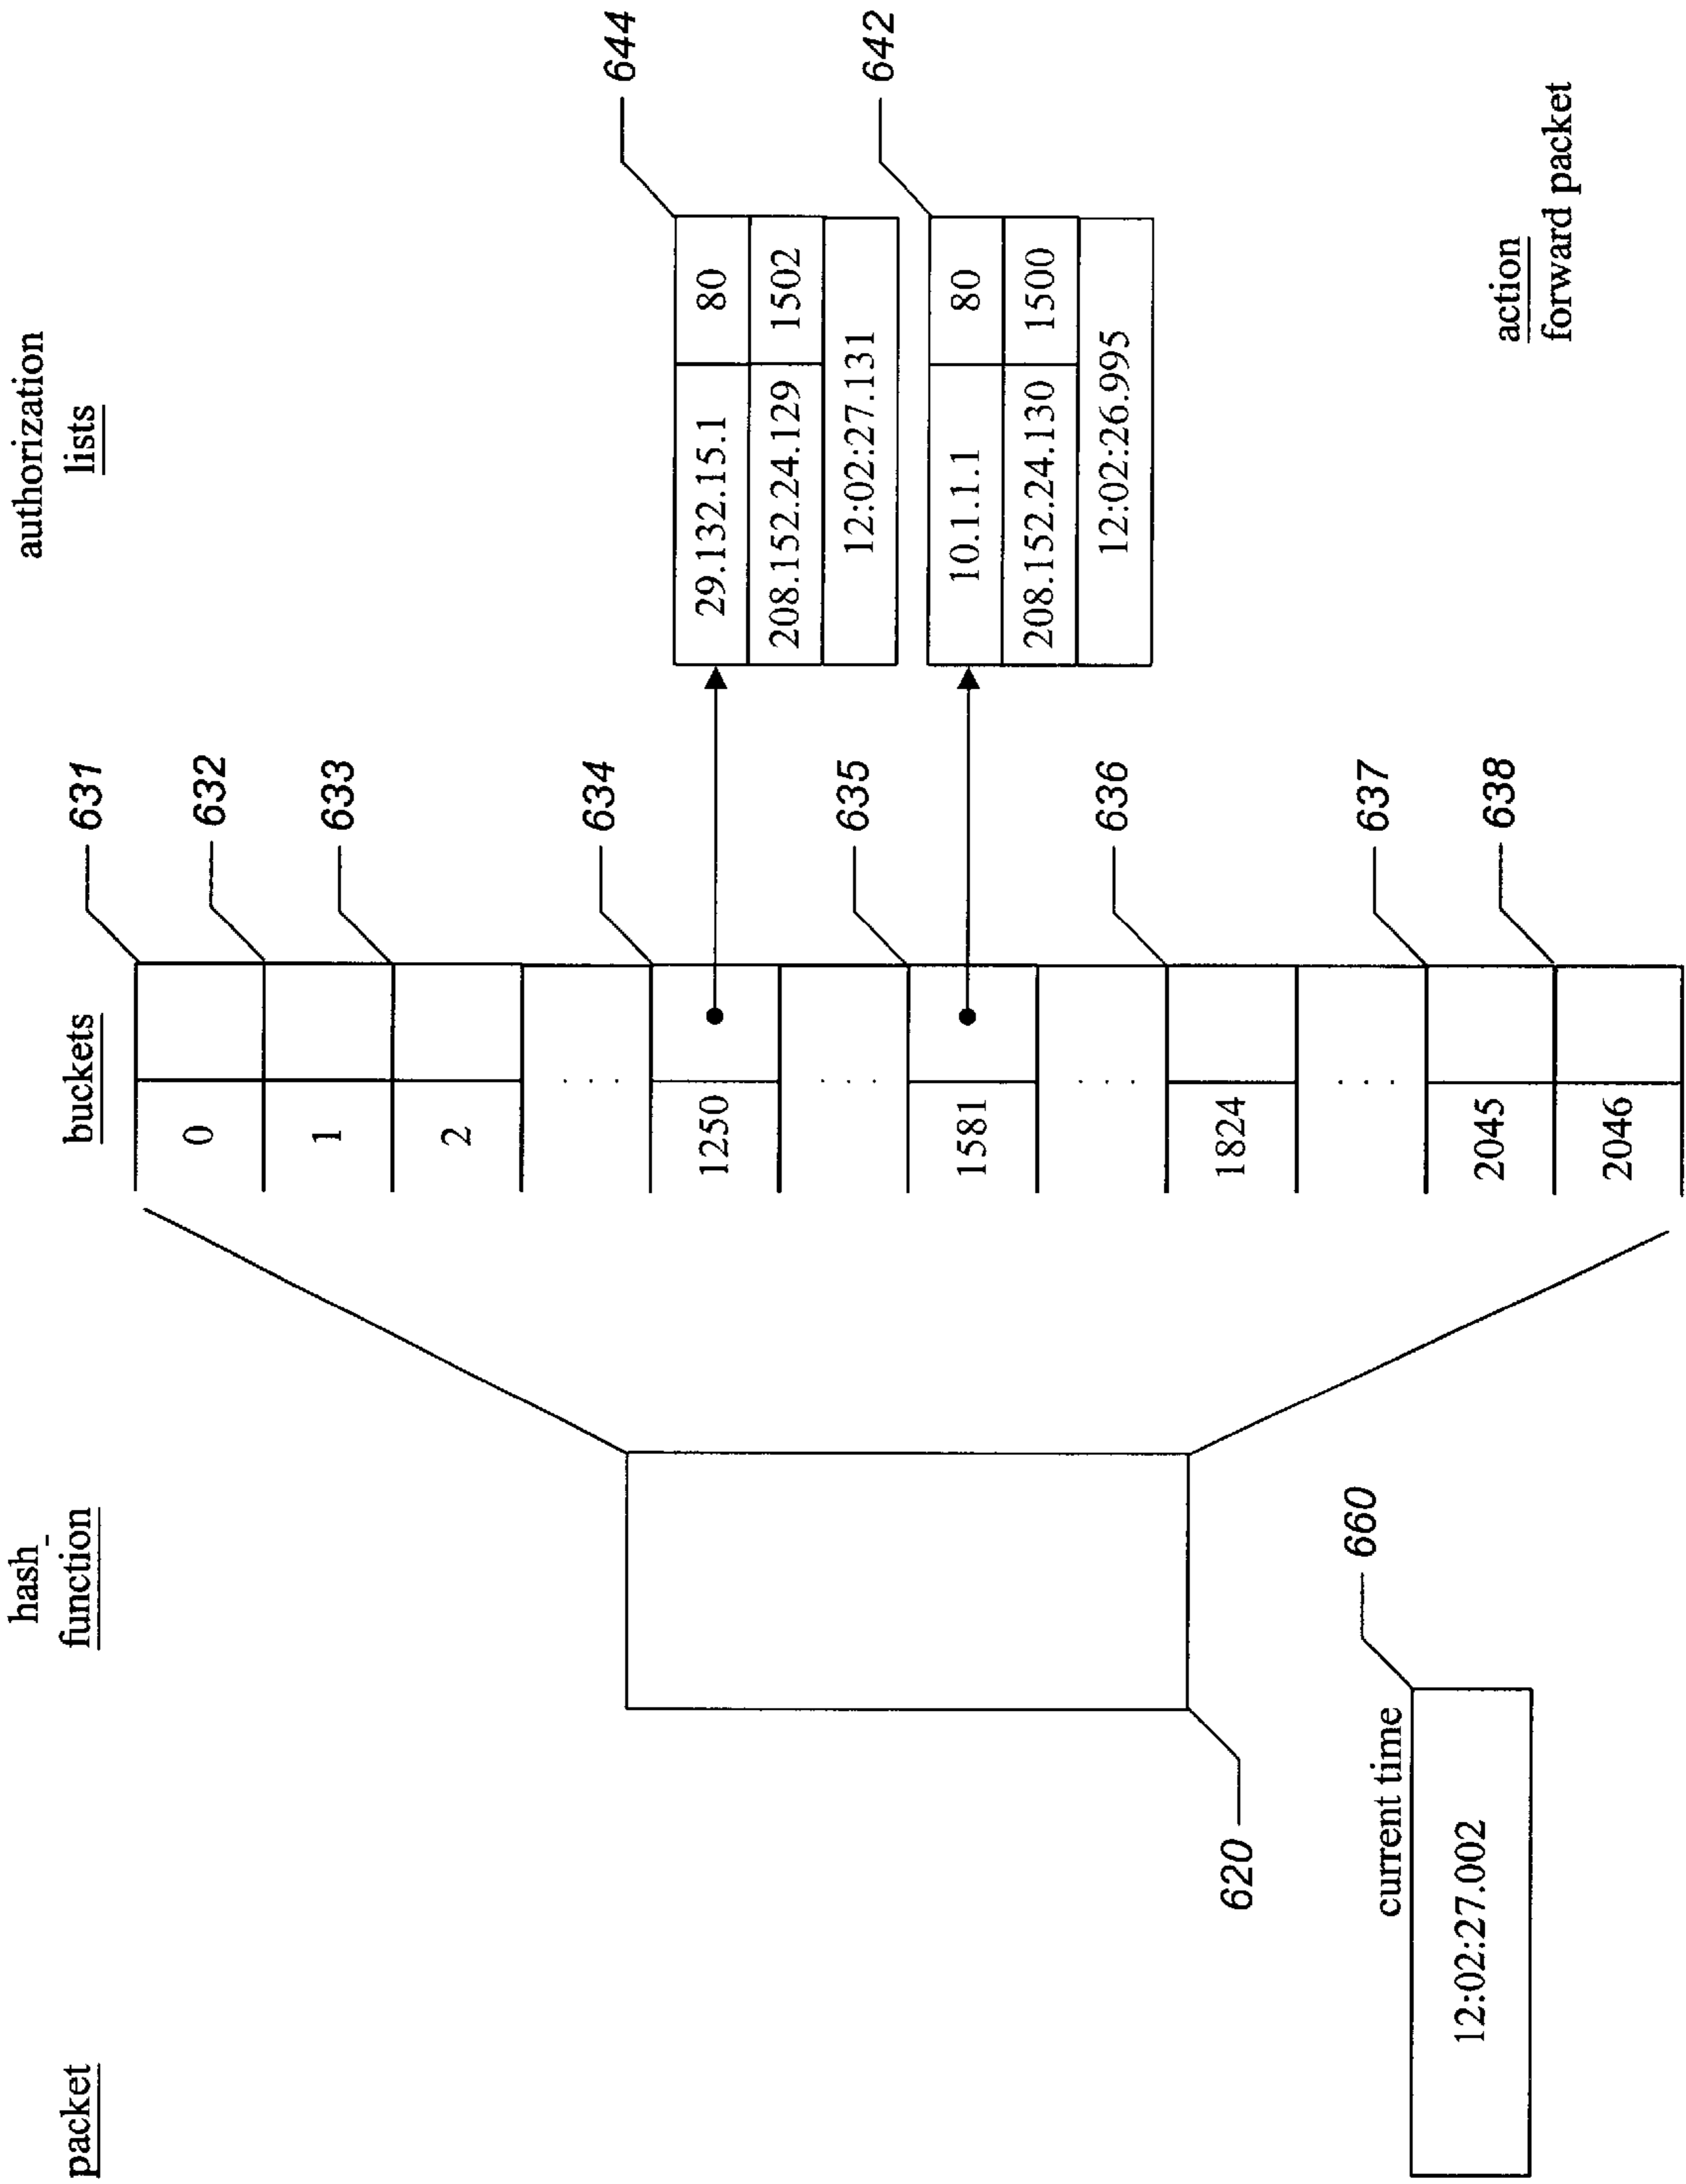 packet
hash
function
buckets
authorization
lists
631
0
632
1
633
2
. . .
634
1250
. . .
635
1581
. . .
636
1824
. . .
637
2045
638
2046
644
29.132.15.1 80
208.152.24.129 1502
12:02:27.131
642
10.1.1.1 80
208.152.24.130 1500
12:02:26.995
620
current time
660
12:02:27.002
action
forward packet